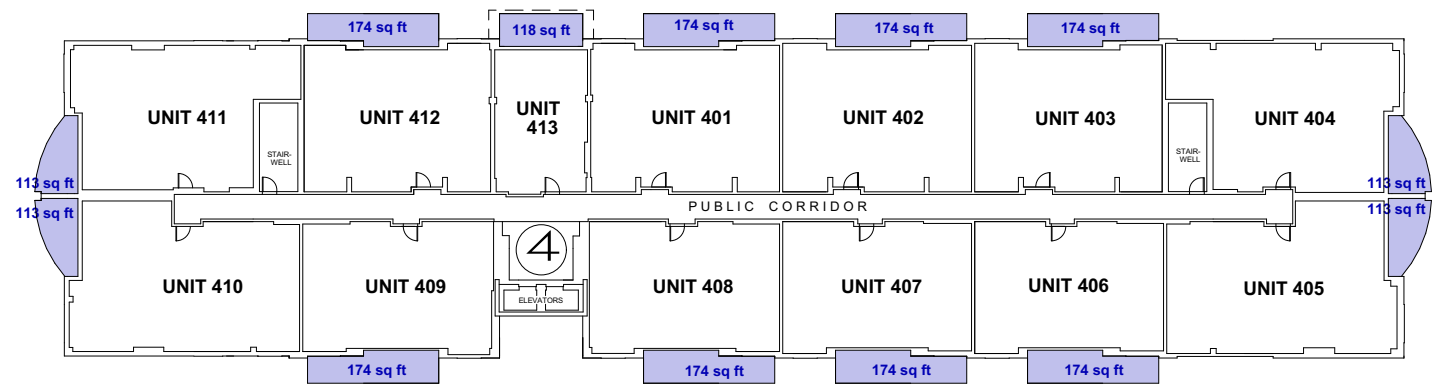 174 sq ft
118 sq ft
174 sq ft
174 sq ft
174 sq ft
UNIT 411
UNIT 412
UNIT
413
UNIT 401
UNIT 402
UNIT 403
UNIT 404
STAIR-
WELL
STAIR-
WELL
113 sq ft
113 sq ft
113 sq ft
113 sq ft
PUBLIC CORRIDOR
4
UNIT 410
UNIT 409
ELEVATORS
UNIT 408
UNIT 407
UNIT 406
UNIT 405
174 sq ft
174 sq ft
174 sq ft
174 sq ft